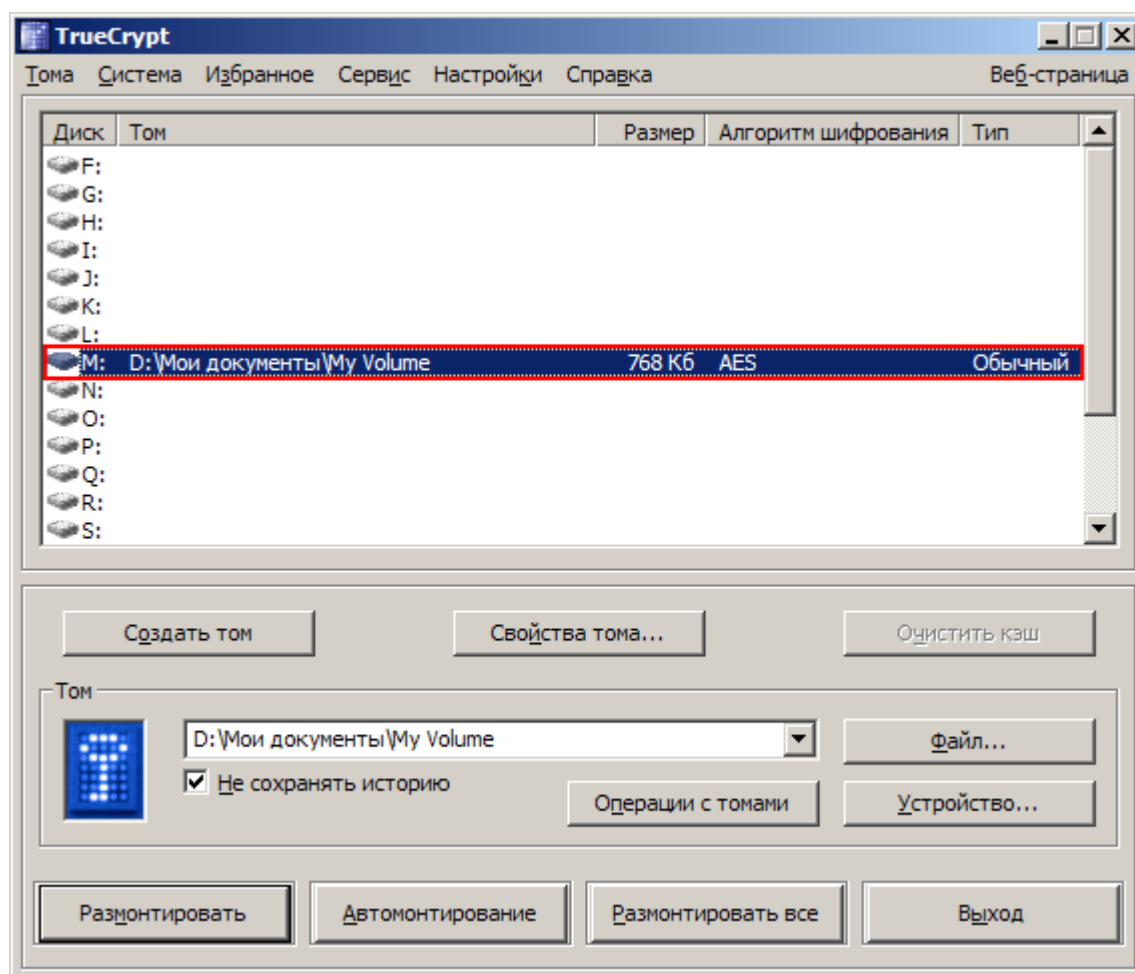 TrueCrypt
Тома Система Избранное Сервис Настройки Справка Веб-страница
Диск Том Размер Алгоритм шифрования Тип
F:
G:
H:
I:
J:
K:
L:
M: D:\Мои документы\My Volume 768 Кб AES Обычный
N:
O:
P:
Q:
R:
S:
Создать том Свойства тома... Очистить кэш
Том
D:\Мои документы\My Volume Файл...
Не сохранять историю
Операции с томами Устройство...
Размонтировать Автомонтирование Размонтировать все Выход